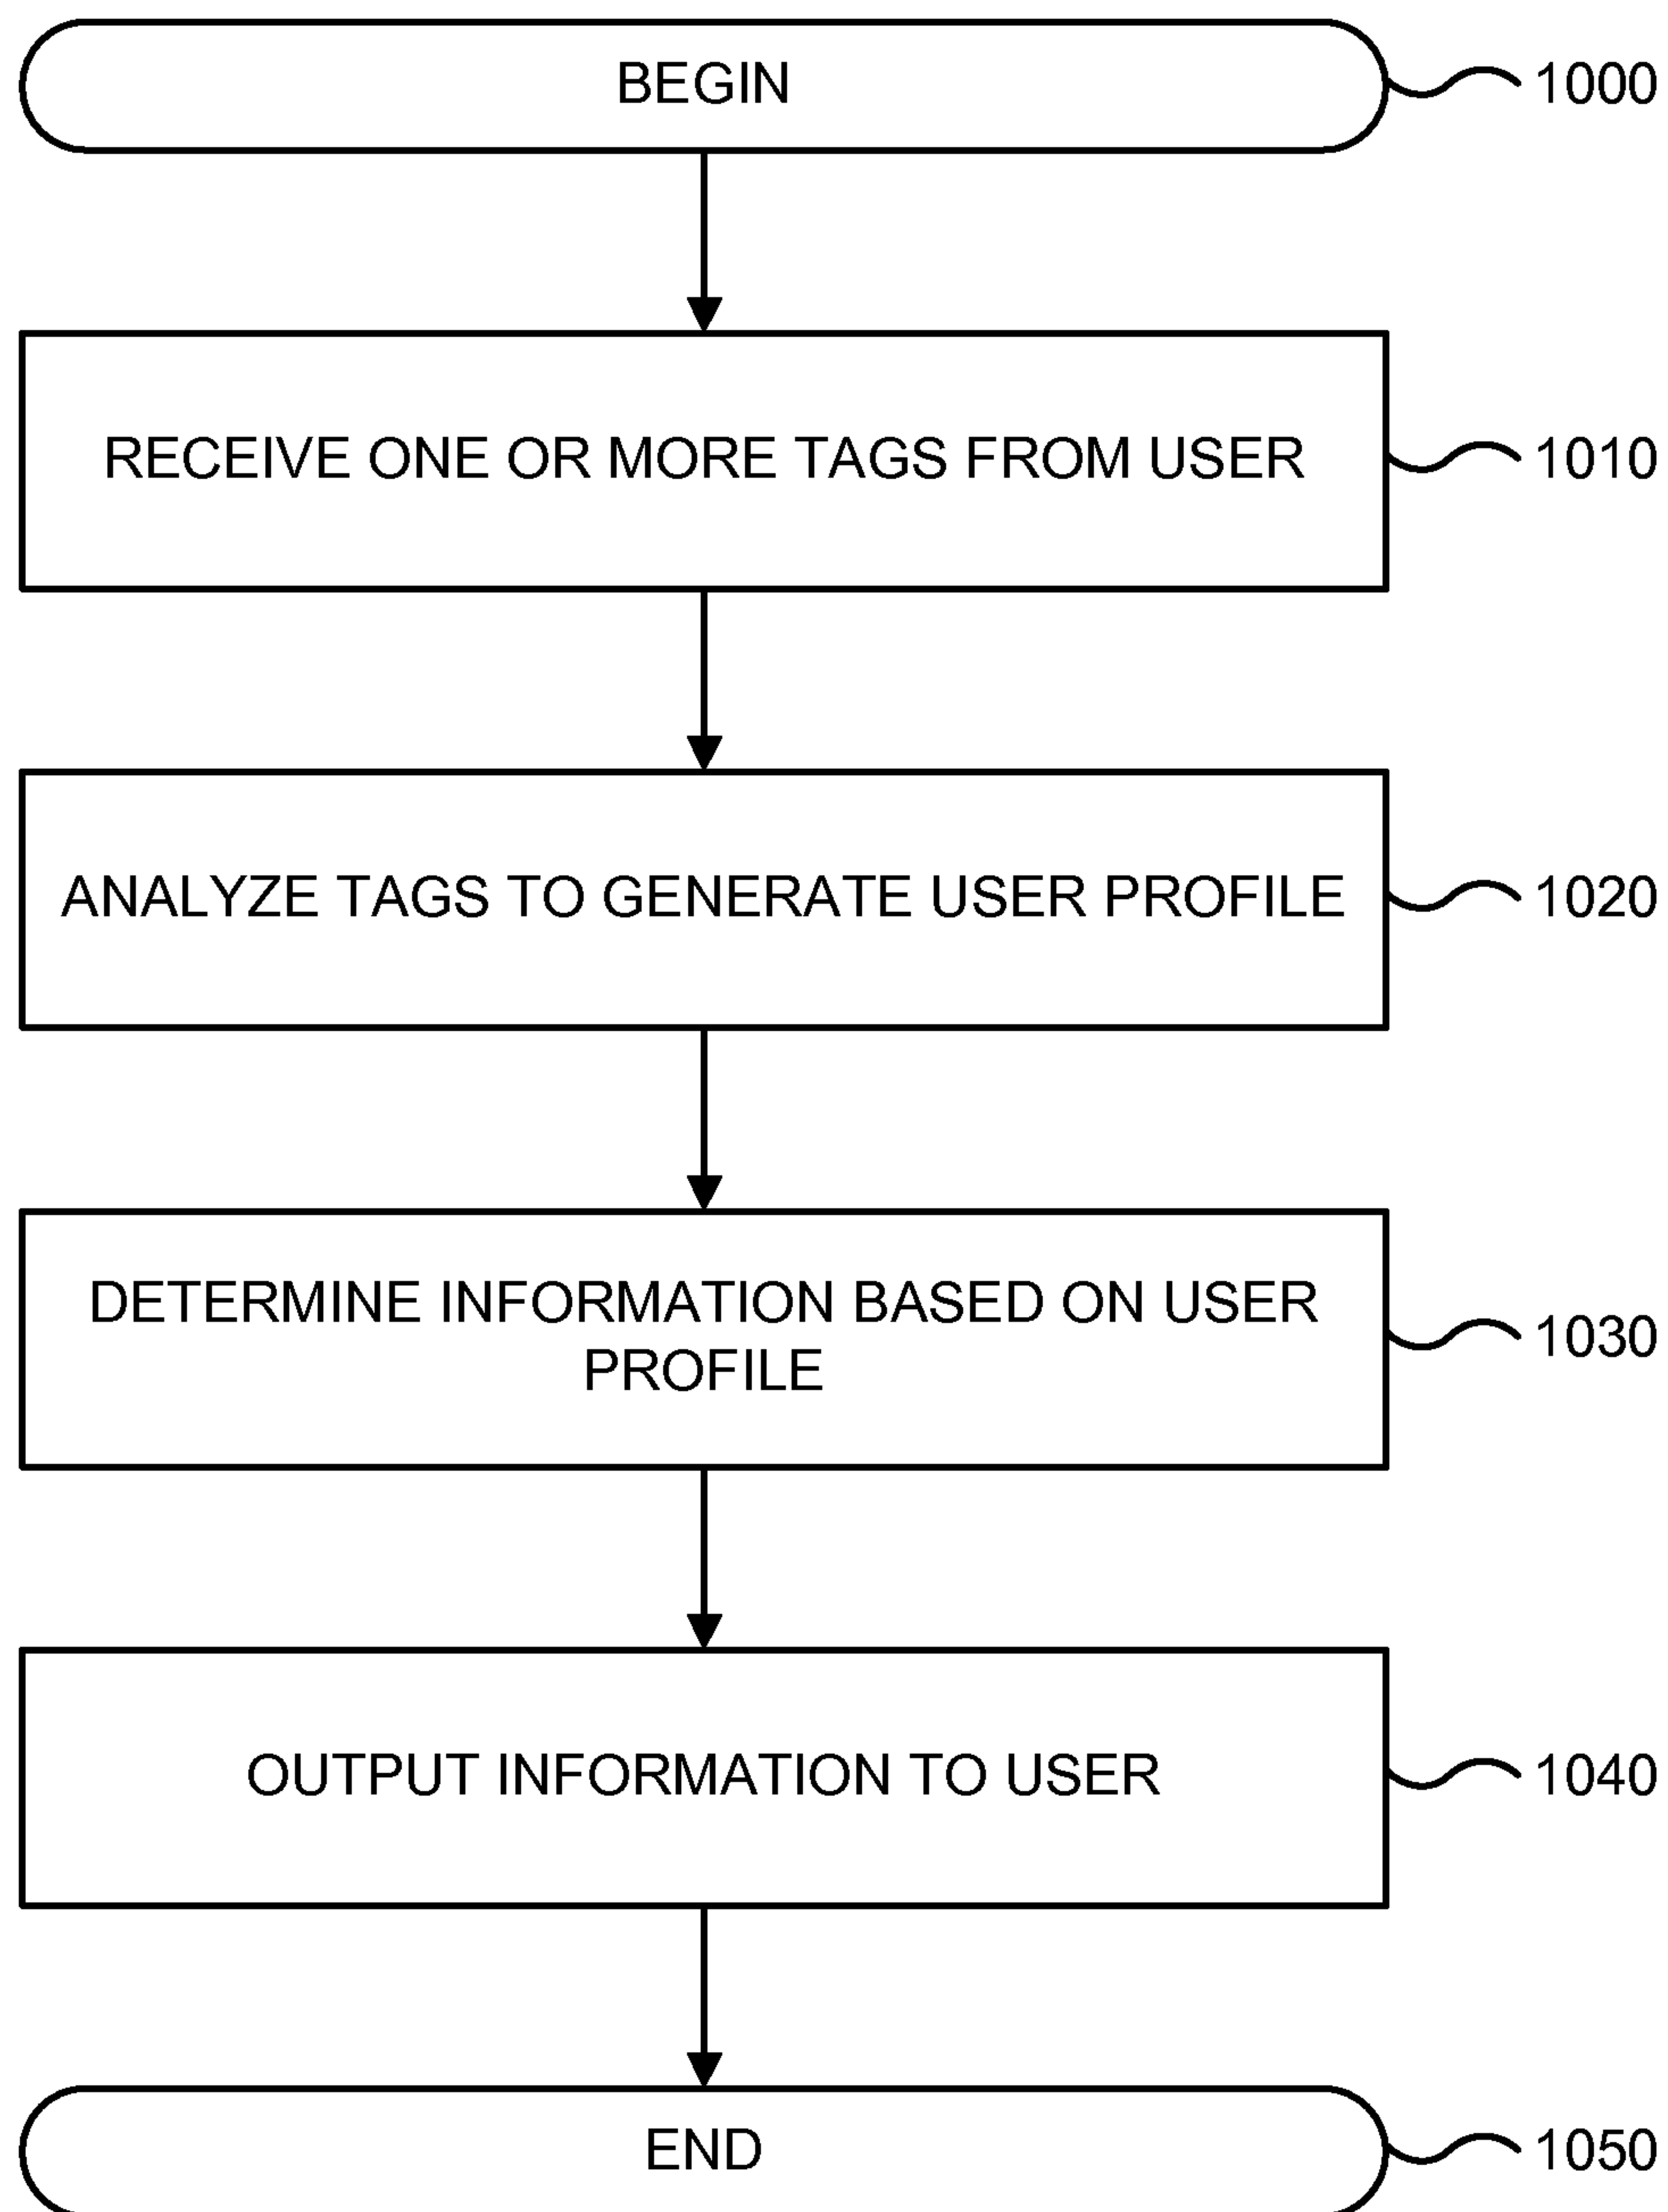 BEGIN
1000
RECEIVE ONE OR MORE TAGS FROM USER
1010
ANALYZE TAGS TO GENERATE USER PROFILE
1020
DETERMINE INFORMATION BASED ON USER
PROFILE
1030
OUTPUT INFORMATION TO USER
1040
END
1050